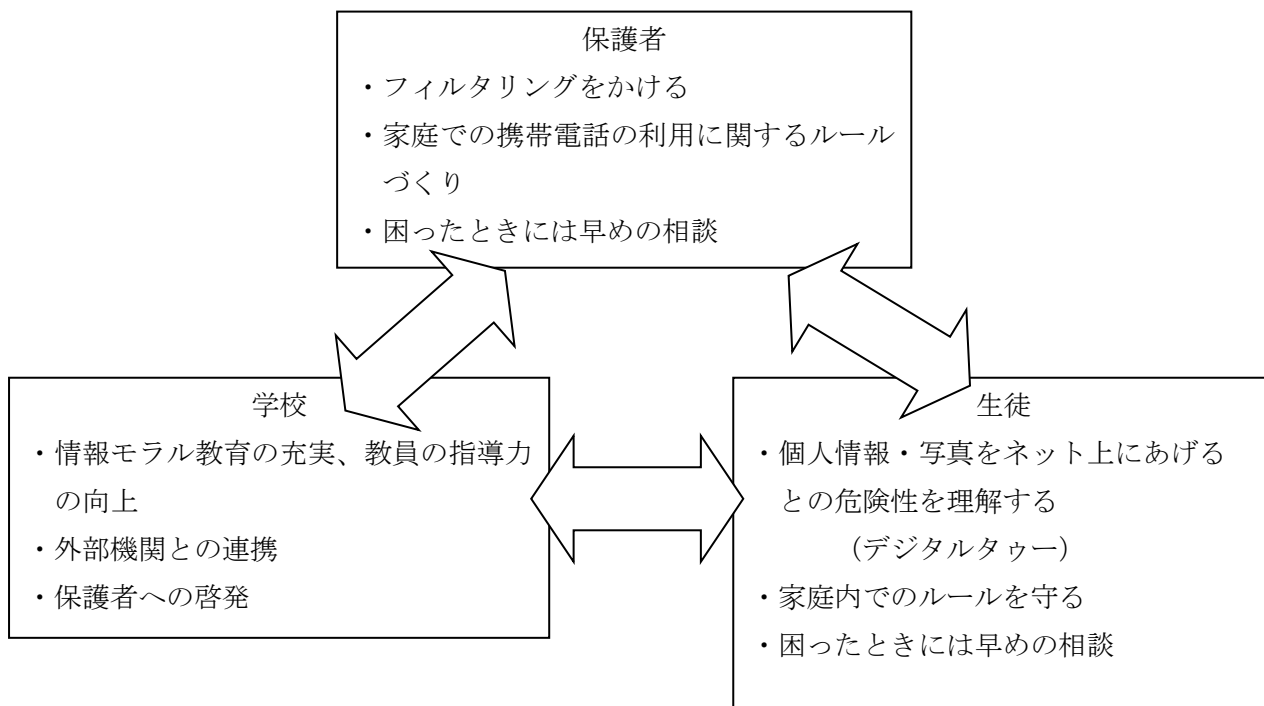 保護者
・フィルタリングをかける
・家庭での携帯電話の利用に関するルール
づくり
・困ったときには早めの相談
学校
・情報モラル教育の充実、教員の指導力
の向上
・外部機関との連携
・保護者への啓発
生徒
・個人情報・写真をネット上にあげる
との危険性を理解する
（デジタルタゥー）
・家庭内でのルールを守る
・困ったときには早めの相談